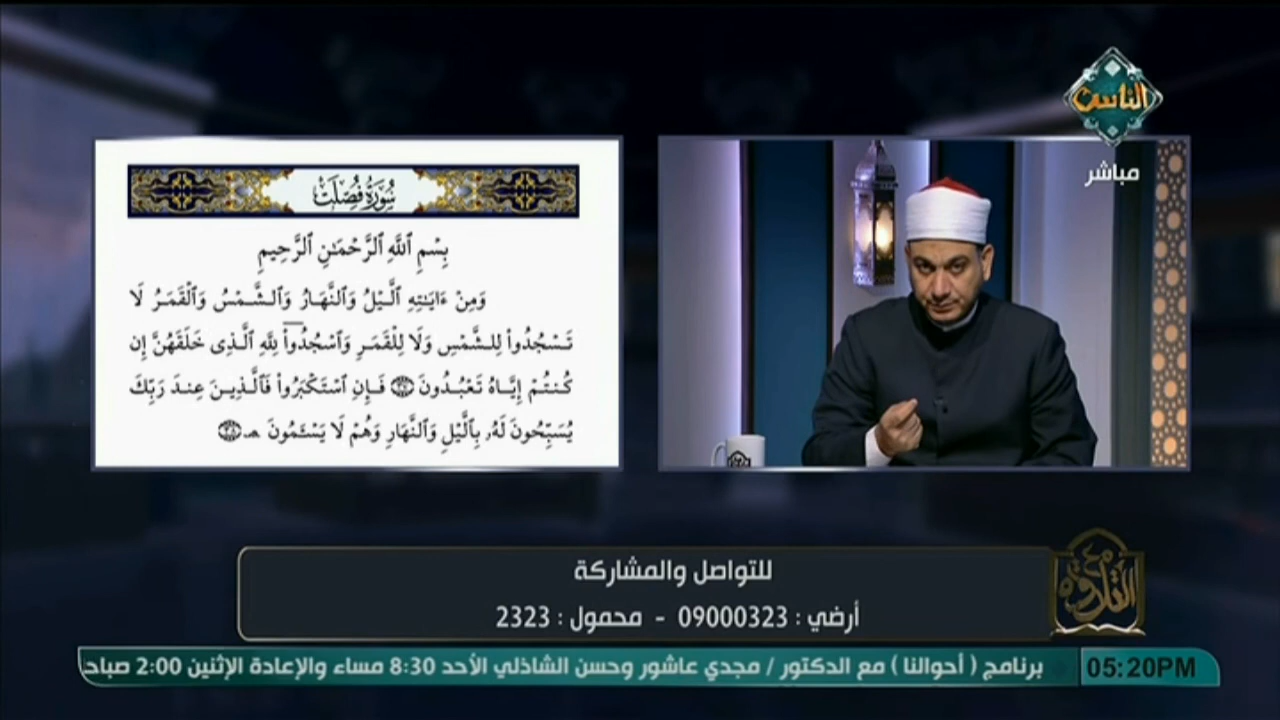 الناس
مباشر
سُورَةُ فُصِّلَتْ
بِسْمِ ٱللَّهِ ٱلرَّحْمَٰنِ ٱلرَّحِيمِ
وَمِنْ ءَايَٰتِهِ ٱلَّيْلُ وَٱلنَّهَارُ وَٱلشَّمْسُ وَٱلْقَمَرُ لَا
تَسْجُدُوا۟ لِلشَّمْسِ وَلَا لِلْقَمَرِ وَٱسْجُدُوا۟ لِلَّهِ ٱلَّذِى خَلَقَهُنَّ إِن
كُنتُمْ إِيَّاهُ تَعْبُدُونَ ٣٧ فَإِنِ ٱسْتَكْبَرُوا۟ فَٱلَّذِينَ عِندَ رَبِّكَ
يُسَبِّحُونَ لَهُۥ بِٱلَّيْلِ وَٱلنَّهَارِ وَهُمْ لَا يَسْـَٔمُونَ ۩ ٣٨
للتواصل والمشاركة
أرضي : 09000323 - محمول : 2323
مع التلاوة
05:20PM برنامج ( أحوالنا ) مع الدكتور / مجدي عاشور وحسن الشاذلي الأحد 8:30 مساء والإعادة الإثنين 2:00 صباحا